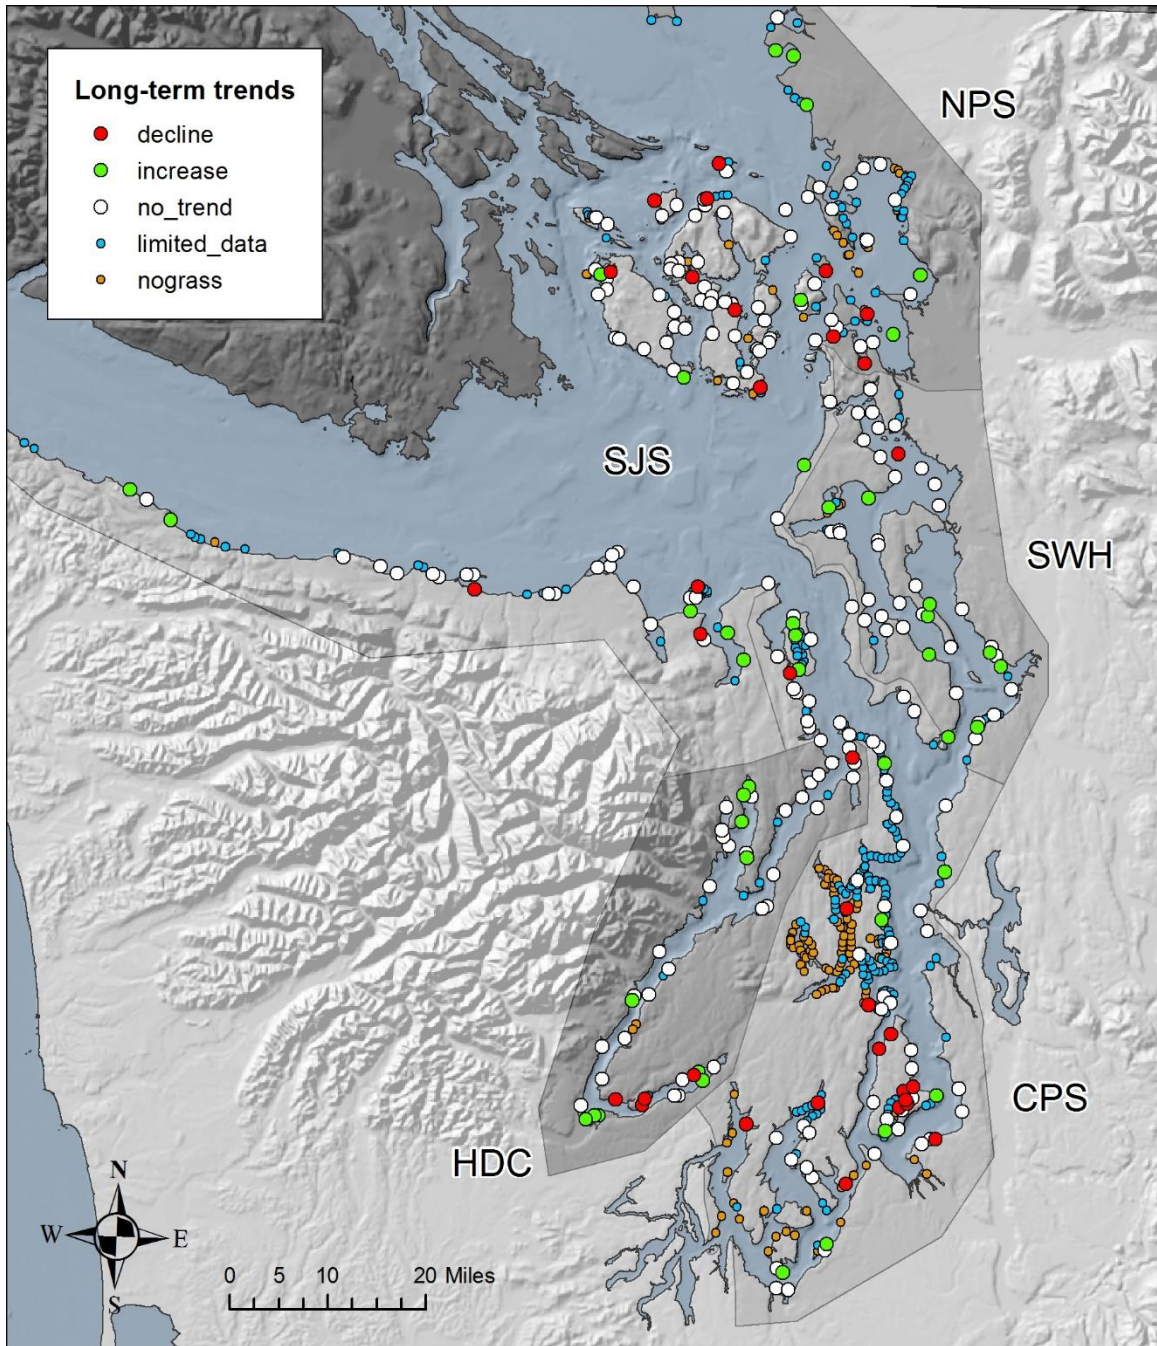 Long-term trends
decline
increase
no_trend
limited_data
nograss
NPS
SJS
SWH
CPS
HDC
N
W E
S
0 5 10 20 Miles